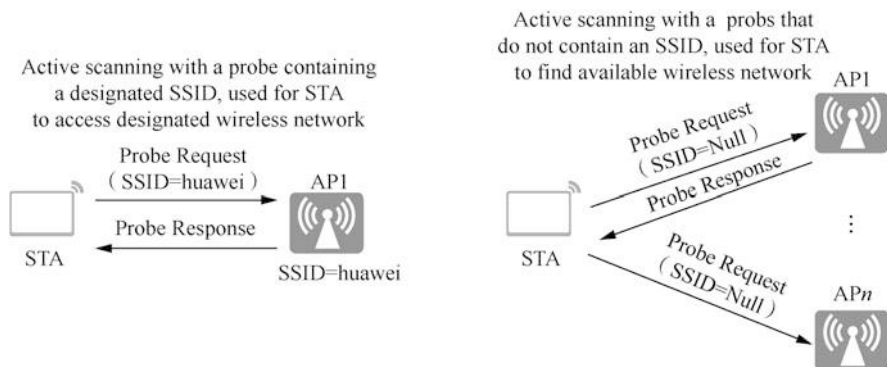 Active scanning with a probe containing
a designated SSID, used for STA
to access designated wireless network
Probe Request
( SSID=huawei )
AP1
Probe Response
STA
SSID=huawei
Active scanning with a probs that
do not contain an SSID, used for STA
to find available wireless network
AP1
Probe Request
( SSID=Null )
Probe Response
STA
⋮
Probe Request
( SSID=Null )
APn